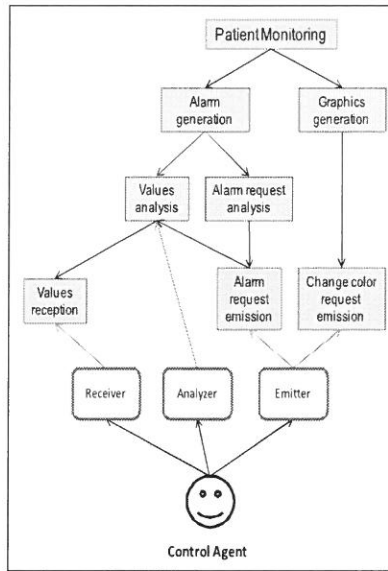 Patient Monitoring
Alarm
generation
Graphics
generation
Values
analysis
Alarm request
analysis
Values
reception
Alarm
request
emission
Change color
request
emission
Receiver
Analyzer
Emitter
Control Agent